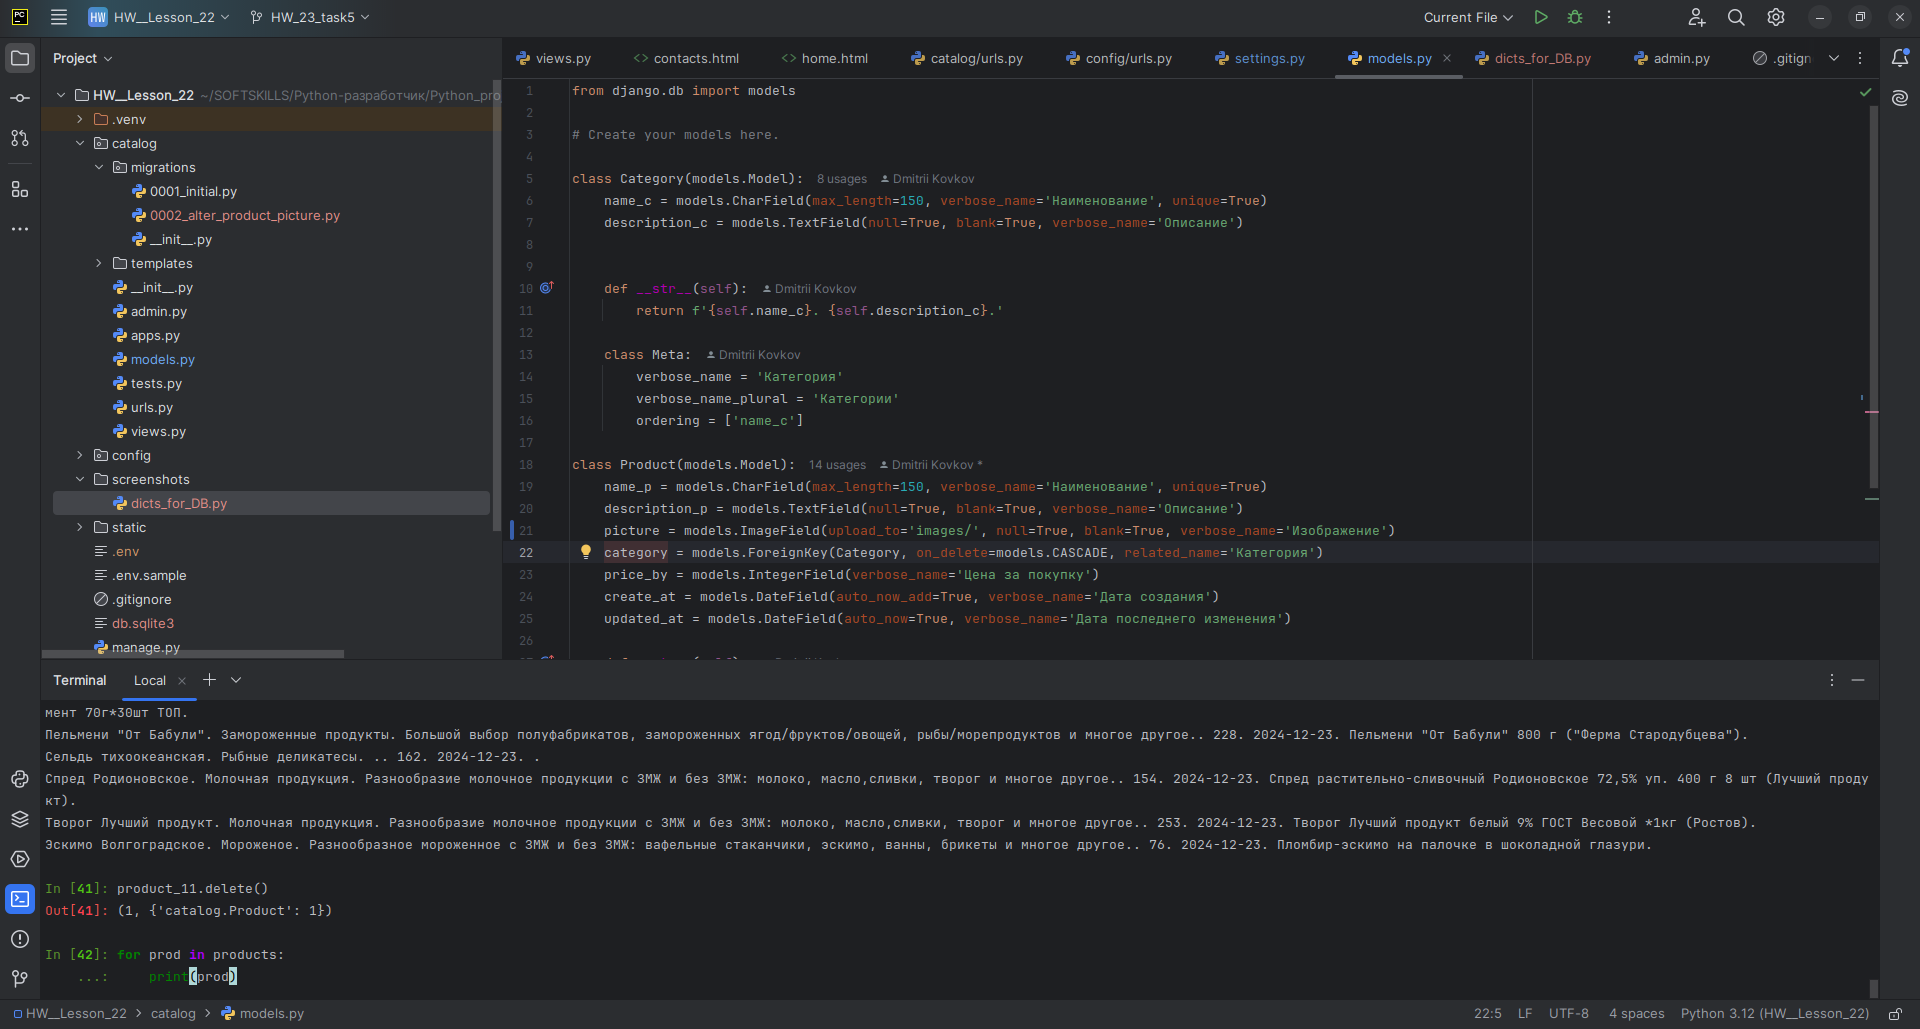 PC
HW HW__Lesson_22 HW_23_task5 Current File
Project
views.py contacts.html home.html catalog/urls.py config/urls.py settings.py models.py dicts_for_DB.py admin.py .gitign
HW__Lesson_22 ~/SOFTSKILLS/Python-разработчик/Python_pro
.venv
catalog
migrations
0001_initial.py
0002_alter_product_picture.py
__init__.py
templates
__init__.py
admin.py
apps.py
models.py
tests.py
urls.py
views.py
config
screenshots
dicts_for_DB.py
static
.env
.env.sample
.gitignore
db.sqlite3
manage.py
1 from django.db import models
2
3 # Create your models here.
4
5 class Category(models.Model): 8 usages Dmitrii Kovkov
6 name_c = models.CharField(max_length=150, verbose_name='Наименование', unique=True)
7 description_c = models.TextField(null=True, blank=True, verbose_name='Описание')
8
9
10 def __str__(self): Dmitrii Kovkov
11 return f'{self.name_c}. {self.description_c}.'
12
13 class Meta: Dmitrii Kovkov
14 verbose_name = 'Категория'
15 verbose_name_plural = 'Категории'
16 ordering = ['name_c']
17
18 class Product(models.Model): 14 usages Dmitrii Kovkov *
19 name_p = models.CharField(max_length=150, verbose_name='Наименование', unique=True)
20 description_p = models.TextField(null=True, blank=True, verbose_name='Описание')
21 picture = models.ImageField(upload_to='images/', null=True, blank=True, verbose_name='Изображение')
22 category = models.ForeignKey(Category, on_delete=models.CASCADE, related_name='Категория')
23 price_by = models.IntegerField(verbose_name='Цена за покупку')
24 create_at = models.DateField(auto_now_add=True, verbose_name='Дата создания')
25 updated_at = models.DateField(auto_now=True, verbose_name='Дата последнего изменения')
26
Terminal Local
мент 70г*30шт ТОП.
Пельмени "От Бабули". Замороженные продукты. Большой выбор полуфабрикатов, замороженных ягод/фруктов/овощей, рыбы/морепродуктов и многое другое.. 228. 2024-12-23. Пельмени "От Бабули" 800 г ("Ферма Стародубцева").
Сельдь тихоокеанская. Рыбные деликатесы. .. 162. 2024-12-23. .
Спред Родионовское. Молочная продукция. Разнообразие молочное продукции с ЗМЖ и без ЗМЖ: молоко, масло,сливки, творог и многое другое.. 154. 2024-12-23. Спред растительно-сливочный Родионовское 72,5% уп. 400 г 8 шт (Лучший проду
кт).
Творог Лучший продукт. Молочная продукция. Разнообразие молочное продукции с ЗМЖ и без ЗМЖ: молоко, масло,сливки, творог и многое другое.. 253. 2024-12-23. Творог Лучший продукт белый 9% ГОСТ Весовой *1кг (Ростов).
Эскимо Волгоградское. Мороженое. Разнообразное мороженное с ЗМЖ и без ЗМЖ: вафельные стаканчики, эскимо, ванны, брикеты и многое другое.. 76. 2024-12-23. Пломбир-эскимо на палочке в шоколадной глазури.
In [41]: product_11.delete()
Out[41]: (1, {'catalog.Product': 1})
In [42]: for prod in products:
...: print(prod)
HW__Lesson_22 > catalog > models.py 22:5 LF UTF-8 4 spaces Python 3.12 (HW__Lesson_22)